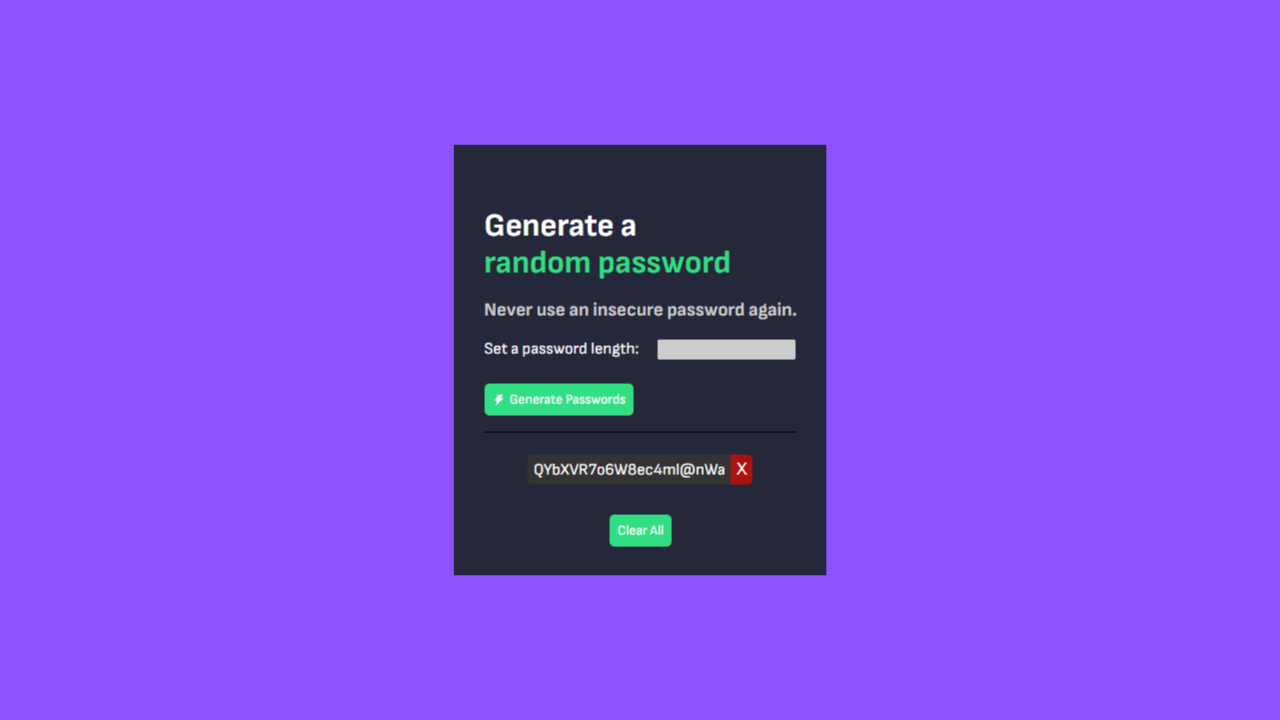 Generate a
random password
Never use an insecure password again.
Set a password length:
Generate Passwords
QYbXVR7o6W8ec4ml@nWa X
Clear All